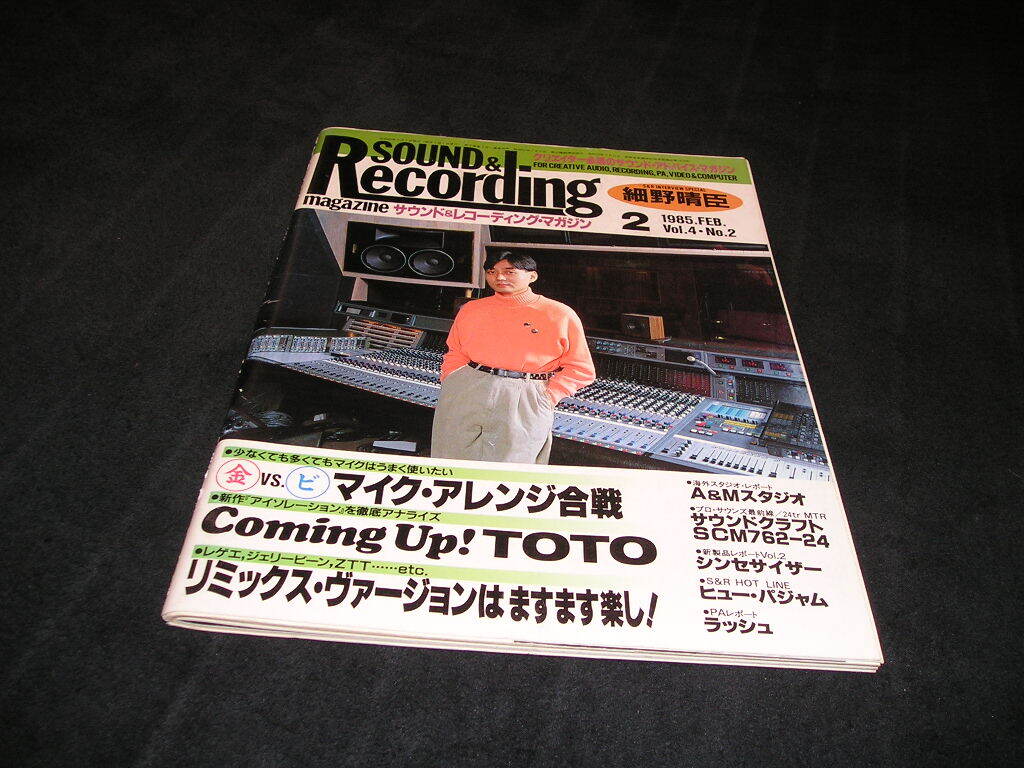 SOUND &
Recording
magazine サウンド&レコーディング・マガジン
FOR CREATIVE AUDIO, RECORDING, PA, VIDEO & COMPUTER
S&R INTERVIEW SPECIAL
細野晴臣
2 1985.FEB.
Vol.4・No.2
●少なくても多くてもマイクはうまく使いたい
金 VS. ビ マイク・アレンジ合戦
●新作『アイソレーション』を徹底アナライズ
Coming Up! TOTO
●レゲエ,ジェリービーン,ZTT……etc.
リミックス・ヴァージョンはますます楽し!
●海外スタジオ・レポート
A&Mスタジオ
●プロ・サウンズ最前線/24tr MTR
サウンドクラフト
SCM762-24
●新製品レポートVol.2
シンセサイザー
●S&R HOT LINE
ヒュー・パジャム
●PAレポート
ラッシュ